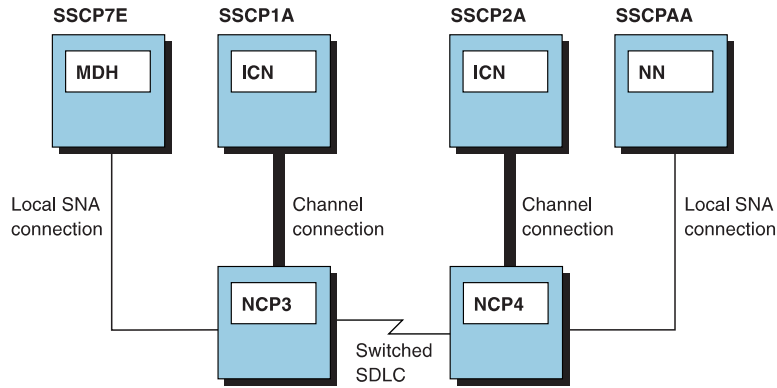 SSCP7E
SSCP1A
SSCP2A
SSCPAA
MDH
ICN
ICN
NN
Local SNA
connection
Channel
connection
Channel
connection
Local SNA
connection
NCP3
NCP4
Switched
SDLC